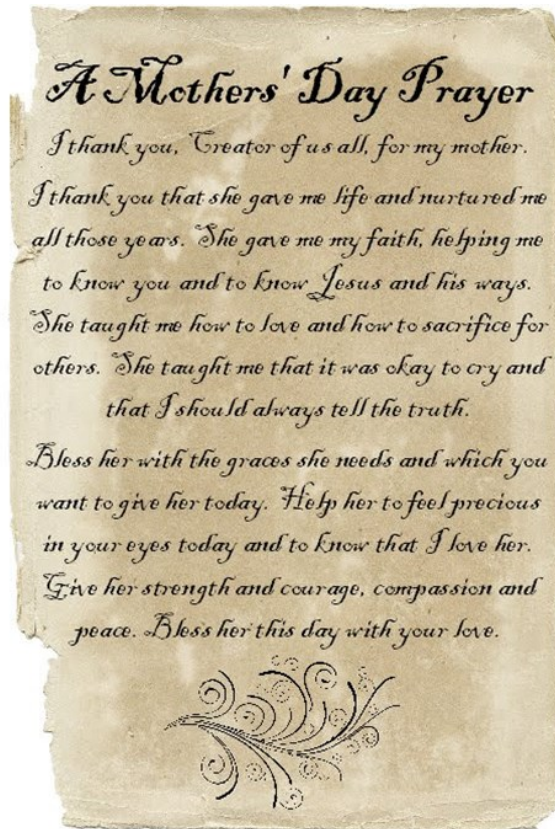 A Mothers' Day Prayer
I thank you, Creator of us all, for my mother.
I thank you that she gave me life and nurtured me
all those years. She gave me my faith, helping me
to know you and to know Jesus and his ways.
She taught me how to love and how to sacrifice for
others. She taught me that it was okay to cry and
that I should always tell the truth.
Bless her with the graces she needs and which you
want to give her today. Help her to feel precious
in your eyes today and to know that I love her.
Give her strength and courage, compassion and
peace. Bless her this day with your love.